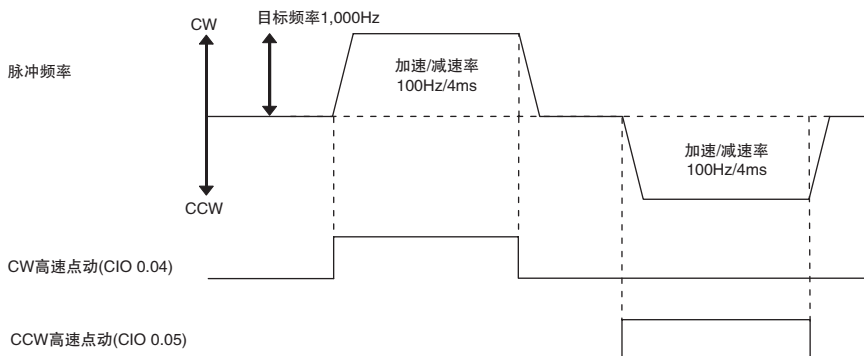 CW
目标频率1,000Hz
脉冲频率
加速/减速率
100Hz/4ms
加速/减速率
100Hz/4ms
CCW
CW高速点动(CIO 0.04)
CCW高速点动(CIO 0.05)